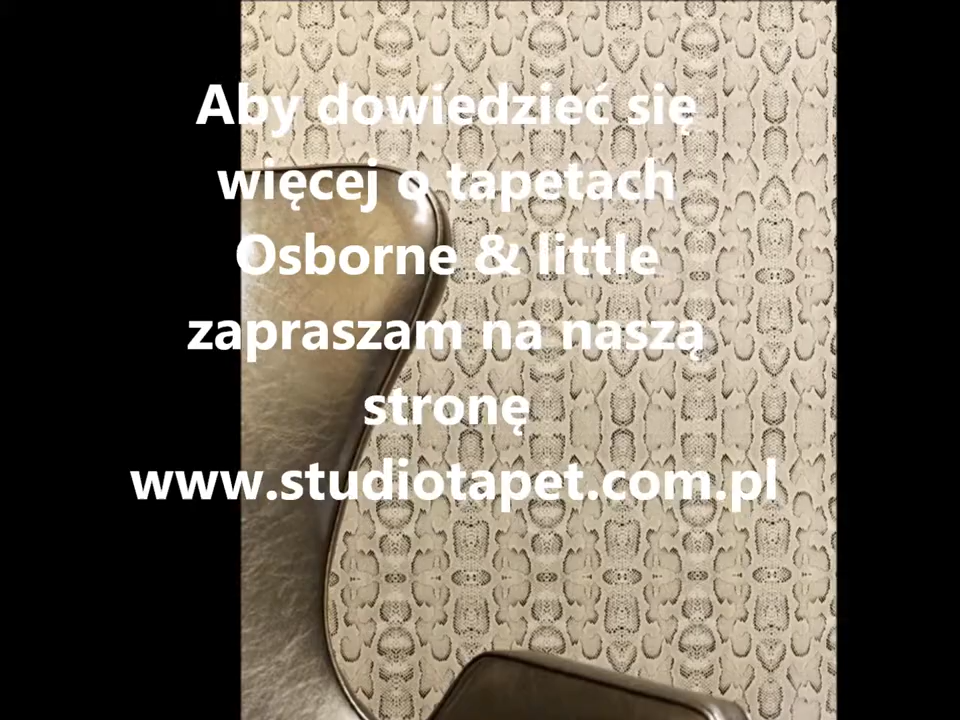 Aby dowiedzieć się
więcej o tapetach
Osborne & little
zapraszam na naszą
stronę
www.studiotapet.com.pl